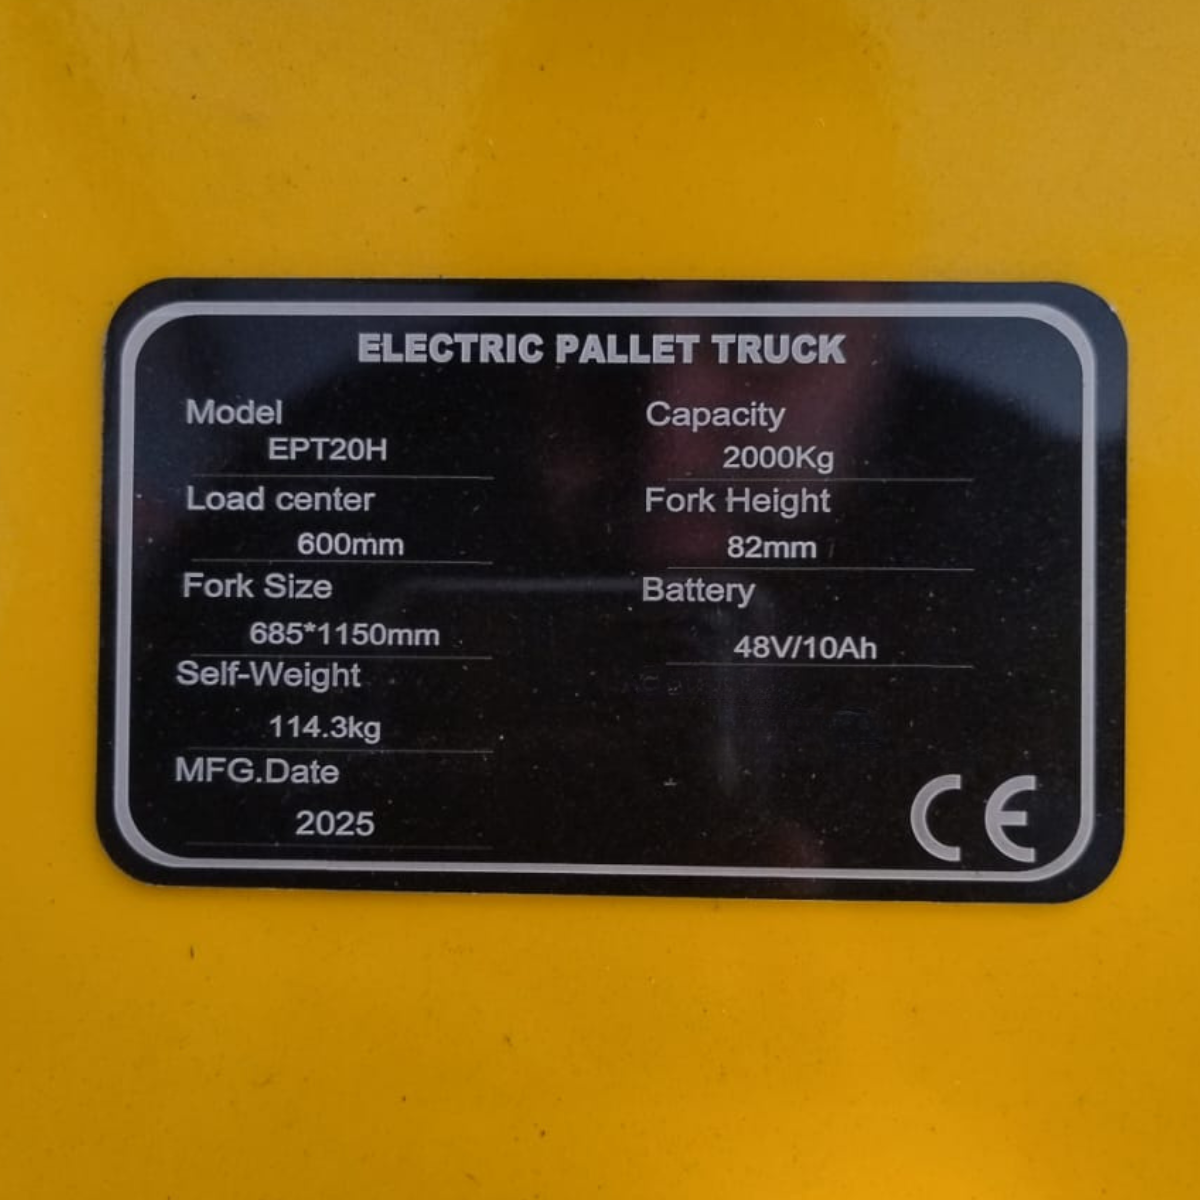 ELECTRIC PALLET TRUCK
Model
EPT20H
Capacity
2000Kg
Load center
600mm
Fork Height
82mm
Fork Size
685*1150mm
Battery
48V/10Ah
Self-Weight
114.3kg
MFG.Date
2025
CE